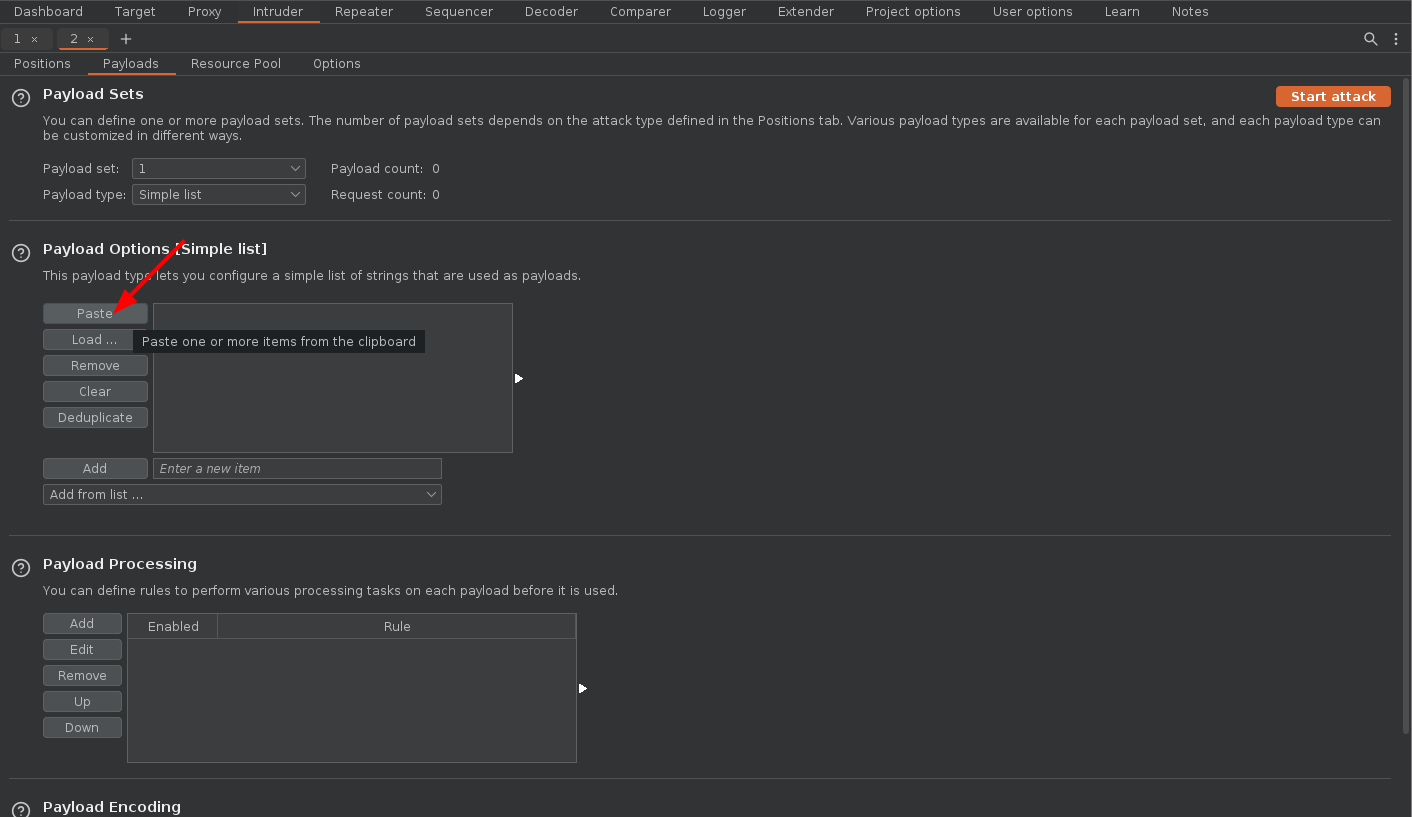 Dashboard Target Proxy Intruder Repeater Sequencer Decoder Comparer Logger Extender Project options User options Learn Notes
1 × 2 × +
Positions Payloads Resource Pool Options
? Payload Sets Start attack
You can define one or more payload sets. The number of payload sets depends on the attack type defined in the Positions tab. Various payload types are available for each payload set, and each payload type can
be customized in different ways.
Payload set: 1 Payload count: 0
Payload type: Simple list Request count: 0
? Payload Options [Simple list]
This payload type lets you configure a simple list of strings that are used as payloads.
Paste
Load ... Paste one or more items from the clipboard
Remove
Clear
Deduplicate
Add Enter a new item
Add from list ...
? Payload Processing
You can define rules to perform various processing tasks on each payload before it is used.
Add Enabled Rule
Edit
Remove
Up
Down
? Payload Encoding